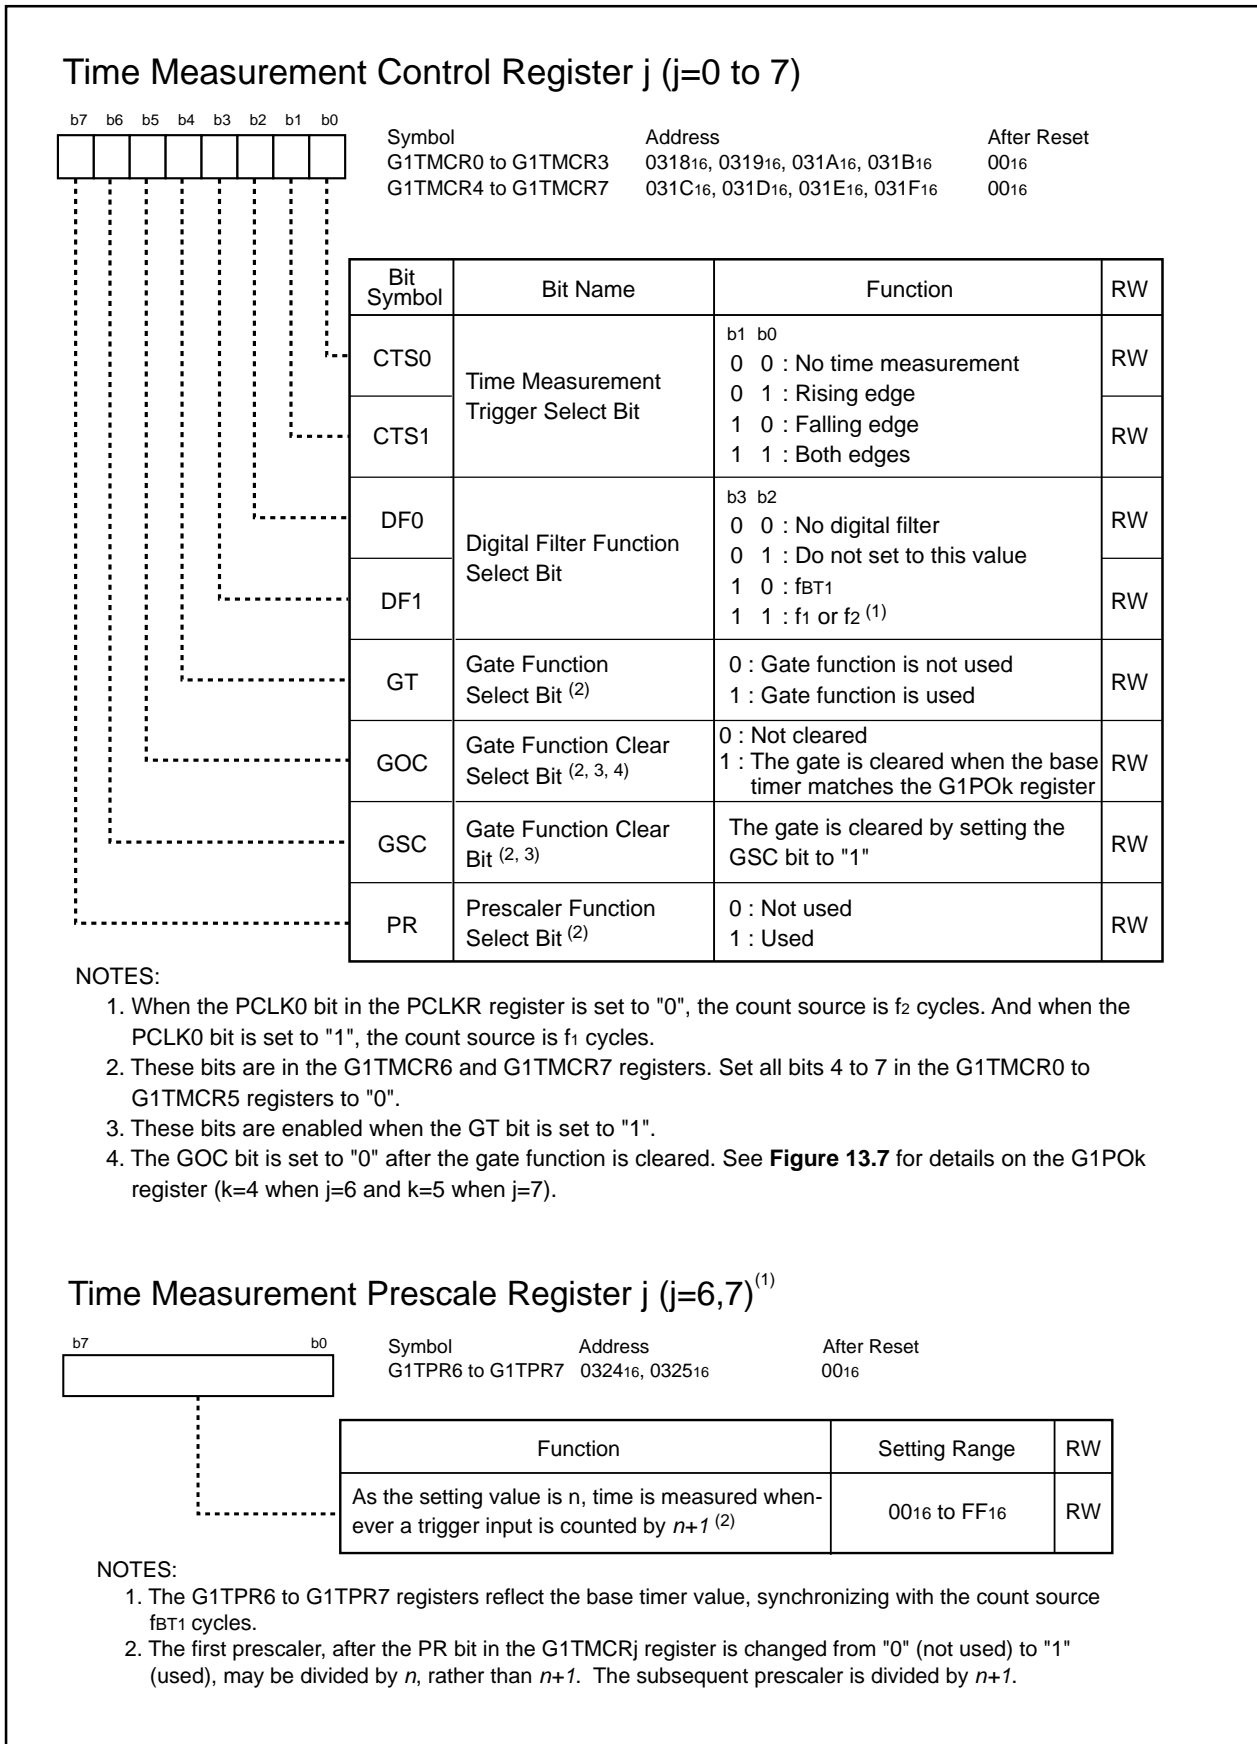 Time Measurement Control Register j (j=0 to 7)
b7 b6 b5 b4 b3 b2 b1 b0
Symbol Address After Reset
G1TMCR0 to G1TMCR3 031816, 031916, 031A16, 031B16 0016
G1TMCR4 to G1TMCR7 031C16, 031D16, 031E16, 031F16 0016
Bit Symbol Bit Name Function RW
CTS0 Time Measurement Trigger Select Bit b1 b0 RW
0 0 : No time measurement
0 1 : Rising edge
CTS1 1 0 : Falling edge RW
1 1 : Both edges
DF0 Digital Filter Function Select Bit b3 b2 RW
0 0 : No digital filter
0 1 : Do not set to this value
DF1 1 0 : fBT1 RW
1 1 : f1 or f2 (1)
GT Gate Function Select Bit (2) 0 : Gate function is not used RW
1 : Gate function is used
GOC Gate Function Clear Select Bit (2, 3, 4) 0 : Not cleared RW
1 : The gate is cleared when the base
timer matches the G1POk register
GSC Gate Function Clear Bit (2, 3) The gate is cleared by setting the RW
GSC bit to "1"
PR Prescaler Function Select Bit (2) 0 : Not used RW
1 : Used
NOTES:
1. When the PCLK0 bit in the PCLKR register is set to "0", the count source is f2 cycles. And when the
PCLK0 bit is set to "1", the count source is f1 cycles.
2. These bits are in the G1TMCR6 and G1TMCR7 registers. Set all bits 4 to 7 in the G1TMCR0 to
G1TMCR5 registers to "0".
3. These bits are enabled when the GT bit is set to "1".
4. The GOC bit is set to "0" after the gate function is cleared. See Figure 13.7 for details on the G1POk
register (k=4 when j=6 and k=5 when j=7).
Time Measurement Prescale Register j (j=6,7)(1)
b7 b0
Symbol Address After Reset
G1TPR6 to G1TPR7 032416, 032516 0016
Function Setting Range RW
As the setting value is n, time is measured when-
ever a trigger input is counted by n+1 (2) 0016 to FF16 RW
NOTES:
1. The G1TPR6 to G1TPR7 registers reflect the base timer value, synchronizing with the count source
fBT1 cycles.
2. The first prescaler, after the PR bit in the G1TMCRj register is changed from "0" (not used) to "1"
(used), may be divided by n, rather than n+1. The subsequent prescaler is divided by n+1.